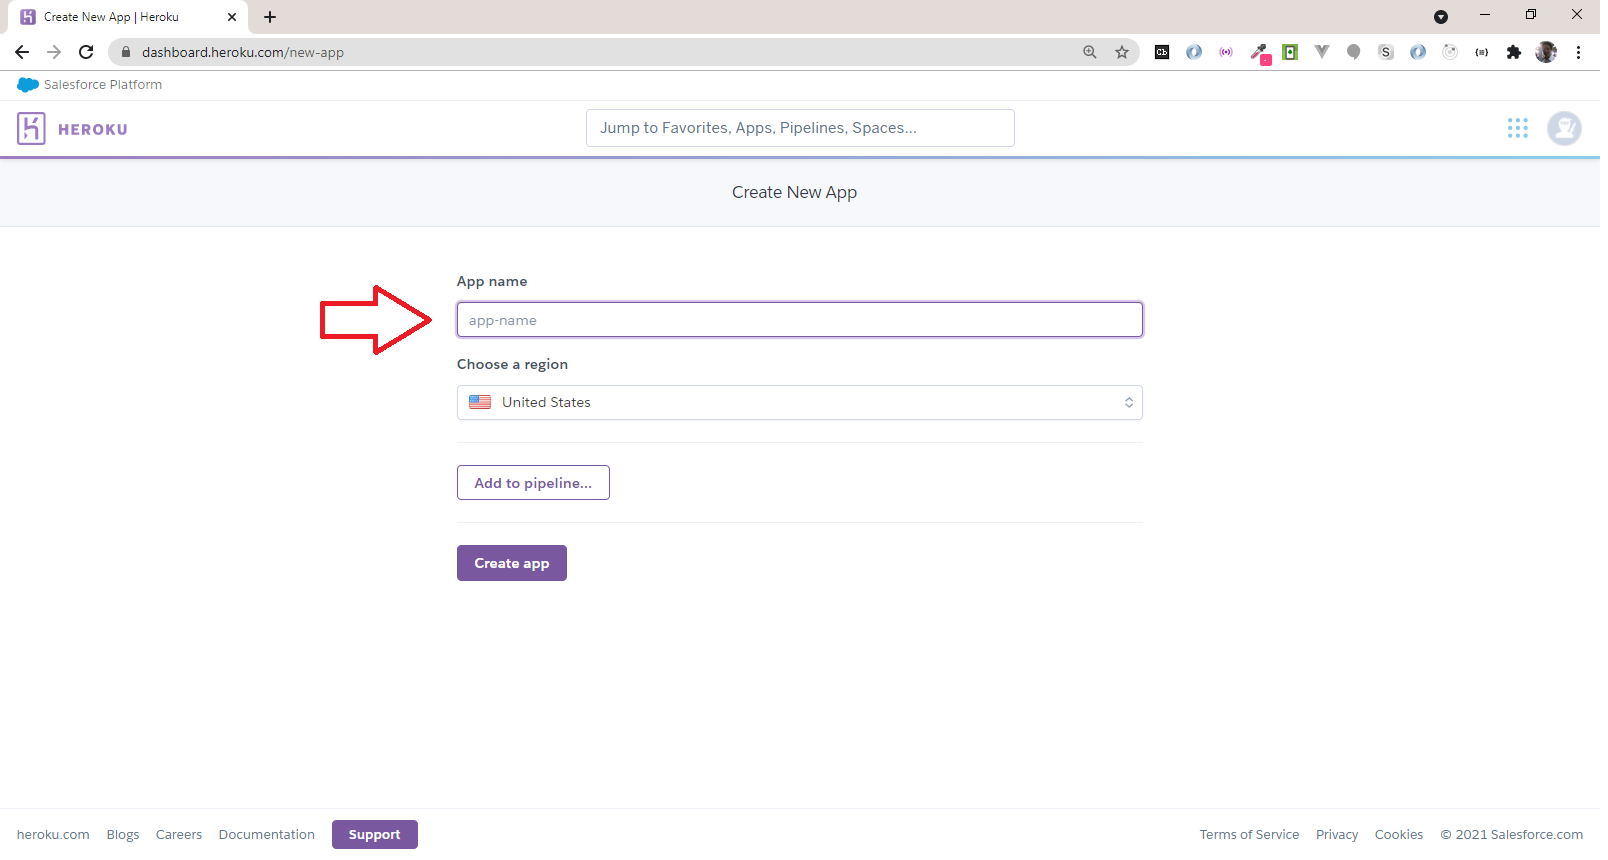 Create New App | Heroku
dashboard.heroku.com/new-app
Cb
S
Salesforce Platform
HEROKU
Jump to Favorites, Apps, Pipelines, Spaces...
Create New App
App name
app-name
Choose a region
United States
Add to pipeline...
Create app
heroku.com Blogs Careers Documentation Support Terms of Service Privacy Cookies © 2021 Salesforce.com